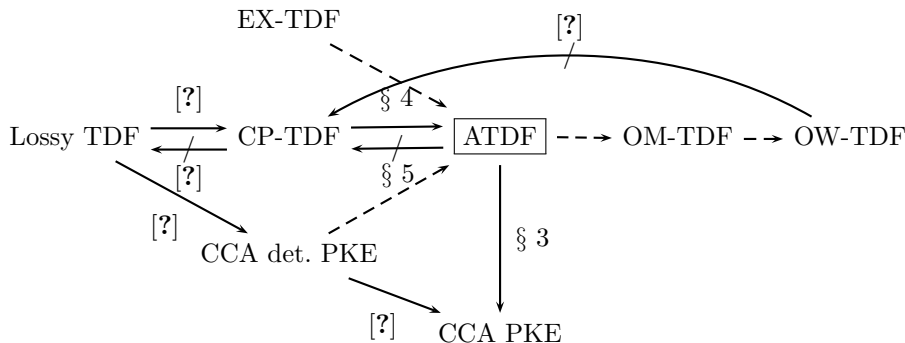 EX-TDF
[?]
§ 4
[?]
Lossy TDF
CP-TDF
ATDF
OM-TDF
OW-TDF
[?]
§ 5
[?]
CCA det. PKE
§ 3
[?]
CCA PKE